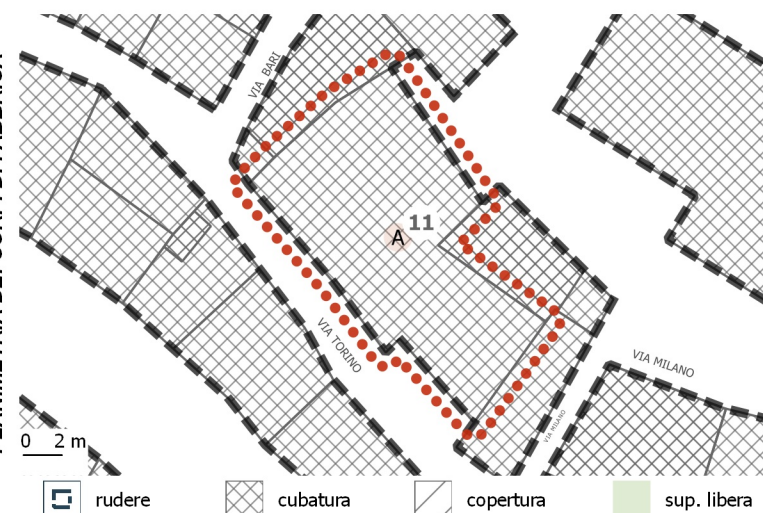 VIA BARI
11
A
VIA TORINO
VIA MILANO
VIA MILANO
0 2 m
rudere cubatura copertura sup. libera